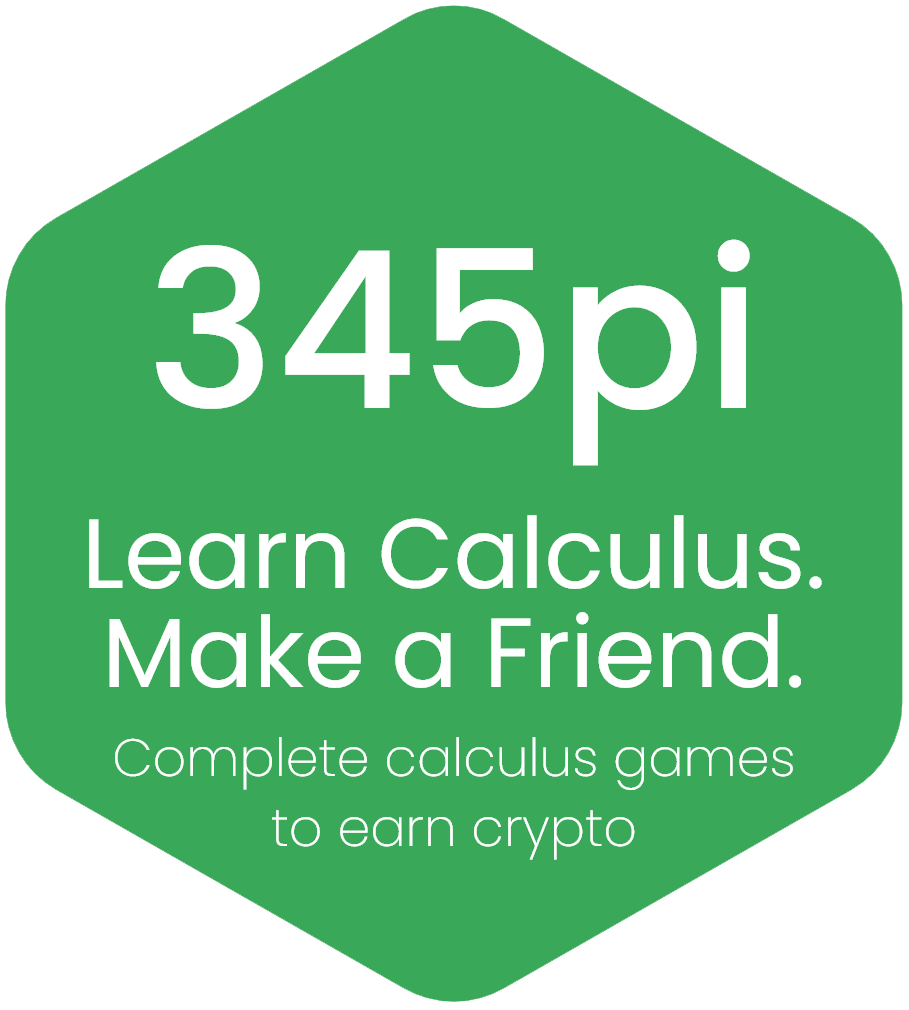 345pi
Learn Calculus.
Make a Friend.
Complete calculus games
to earn crypto